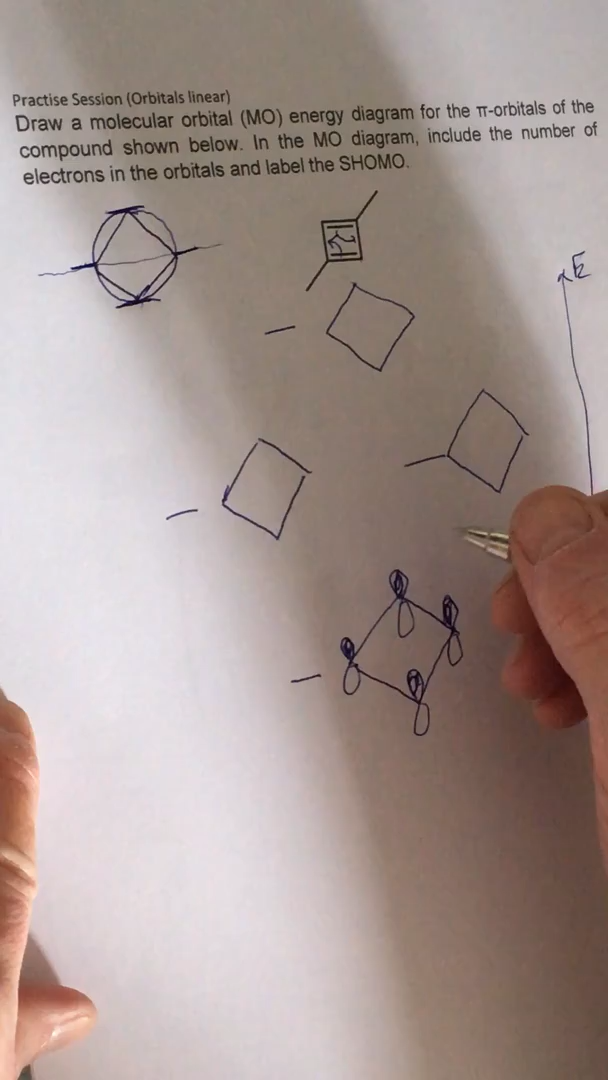 Practise Session (Orbitals linear)
Draw a molecular orbital (MO) energy diagram for the π-orbitals of the
compound shown below. In the MO diagram, include the number of
electrons in the orbitals and label the SHOMO.
E